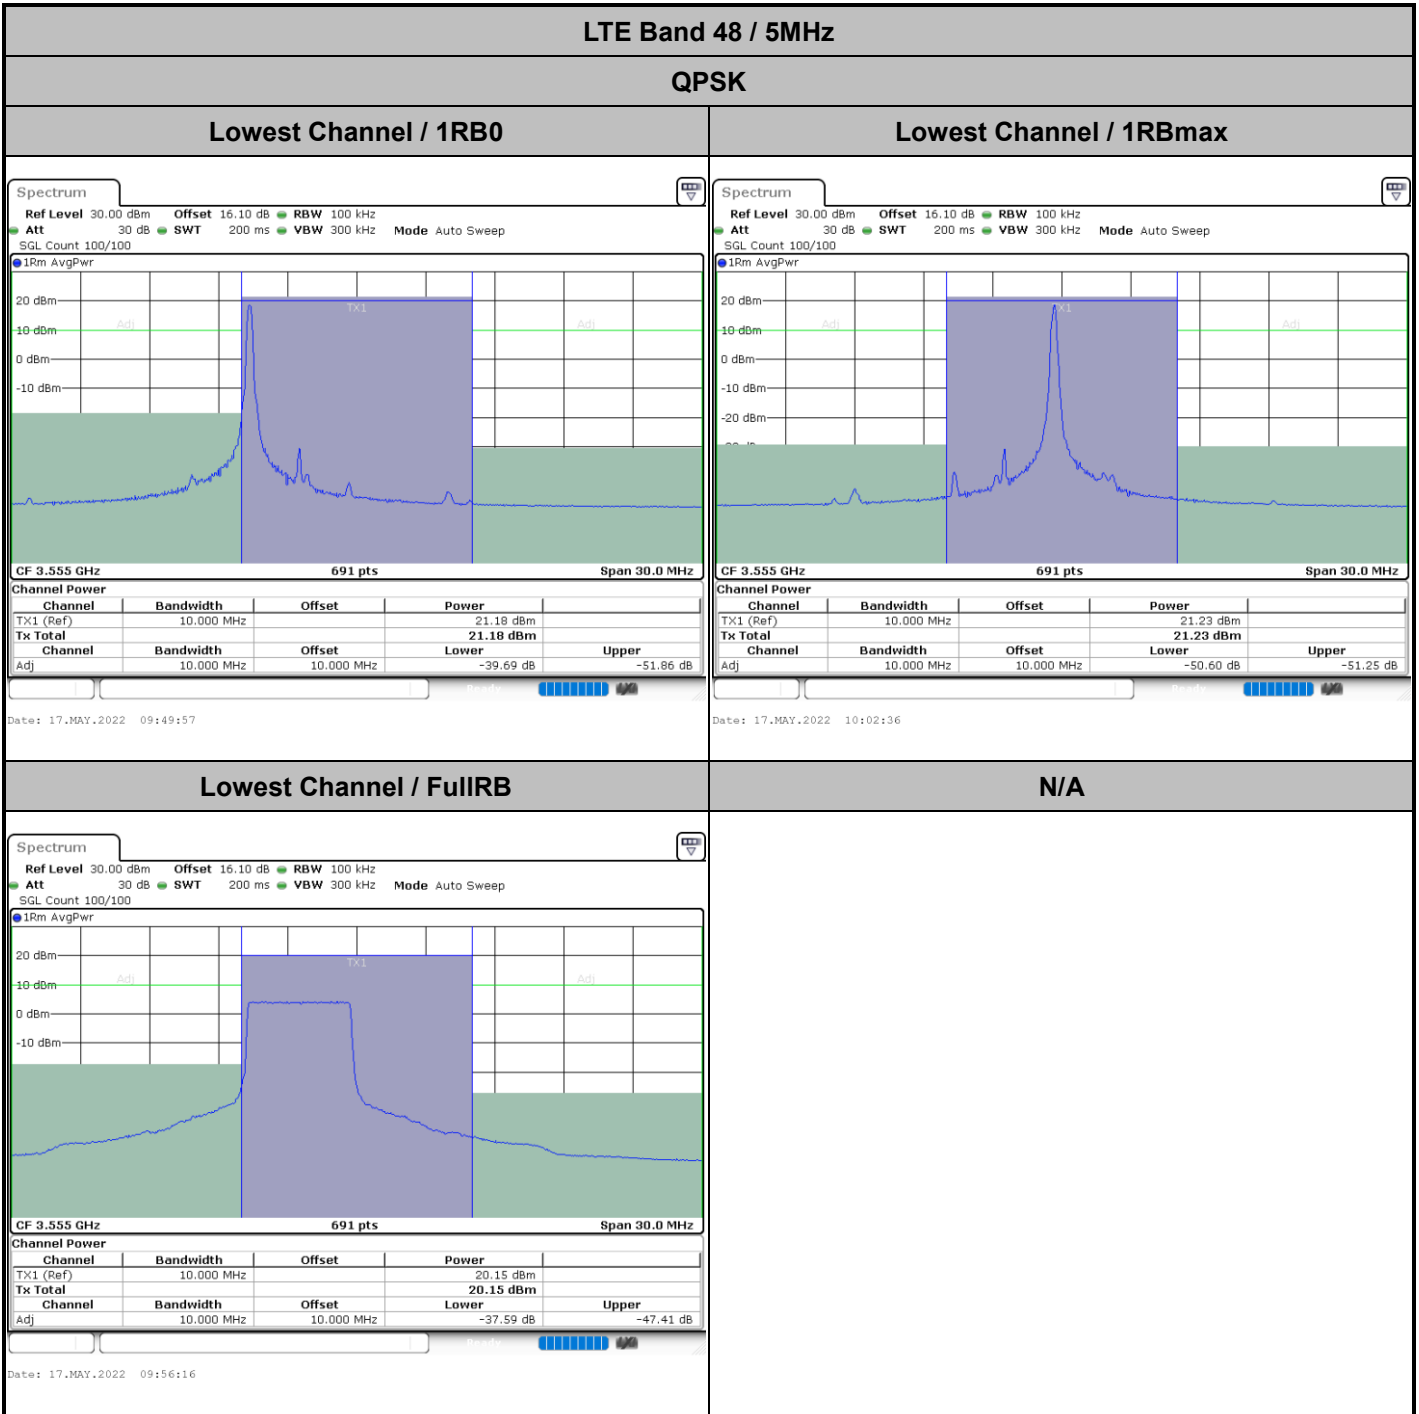 LTE Band 48 / 5MHz
QPSK
Lowest Channel / 1RB0
Lowest Channel / 1RBmax
Spectrum
Ref Level 30.00 dBm Offset 16.10 dB RBW 100 kHz
Att 30 dB SWT 200 ms VBW 300 kHz Mode Auto Sweep
SGL Count 100/100
1Rm AvgPwr
20 dBm
10 dBm
0 dBm
-10 dBm
Adj
TX1
Adj
CF 3.555 GHz 691 pts Span 30.0 MHz
Channel Power
Channel Bandwidth Offset Power
TX1 (Ref) 10.000 MHz 21.18 dBm
Tx Total 21.18 dBm
Channel Bandwidth Offset Lower Upper
Adj 10.000 MHz 10.000 MHz -39.69 dB -51.86 dB
Ready
Date: 17.MAY.2022 09:49:57
Spectrum
Ref Level 30.00 dBm Offset 16.10 dB RBW 100 kHz
Att 30 dB SWT 200 ms VBW 300 kHz Mode Auto Sweep
SGL Count 100/100
1Rm AvgPwr
20 dBm
10 dBm
0 dBm
-10 dBm
-20 dBm
Adj
X1
Adj
CF 3.555 GHz 691 pts Span 30.0 MHz
Channel Power
Channel Bandwidth Offset Power
TX1 (Ref) 10.000 MHz 21.23 dBm
Tx Total 21.23 dBm
Channel Bandwidth Offset Lower Upper
Adj 10.000 MHz 10.000 MHz -50.60 dB -51.25 dB
Ready
Date: 17.MAY.2022 10:02:36
Lowest Channel / FullRB
N/A
Spectrum
Ref Level 30.00 dBm Offset 16.10 dB RBW 100 kHz
Att 30 dB SWT 200 ms VBW 300 kHz Mode Auto Sweep
SGL Count 100/100
1Rm AvgPwr
20 dBm
10 dBm
0 dBm
-10 dBm
Adj
TX1
Adj
CF 3.555 GHz 691 pts Span 30.0 MHz
Channel Power
Channel Bandwidth Offset Power
TX1 (Ref) 10.000 MHz 20.15 dBm
Tx Total 20.15 dBm
Channel Bandwidth Offset Lower Upper
Adj 10.000 MHz 10.000 MHz -37.59 dB -47.41 dB
Ready
Date: 17.MAY.2022 09:56:16